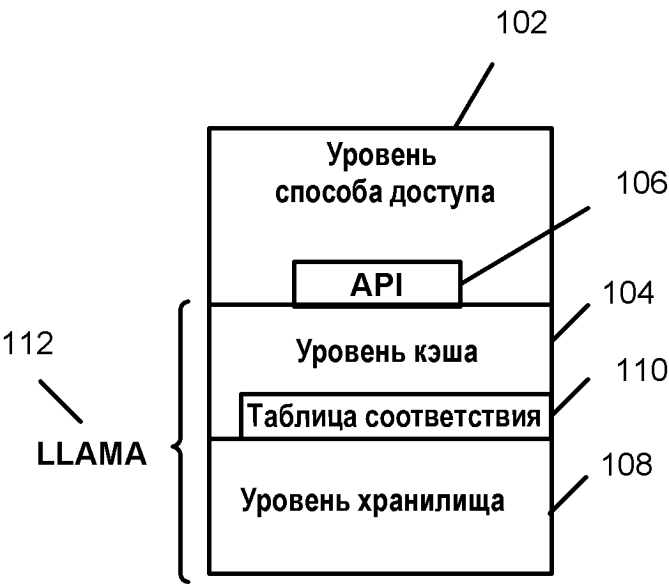 102
Уровень
способа доступа
106
API
104
112
Уровень кэша
110
Таблица соответствия
LLAMA
108
Уровень хранилища